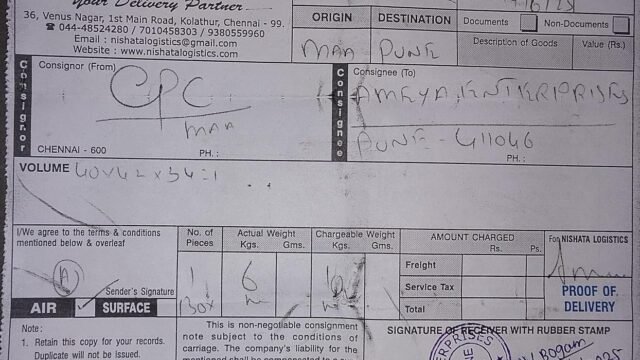 Your Delivery Partner
36, Venus Nagar, 1st Main Road, Kolathur, Chennai - 99.
☎ 044-48524280 / 7010458303 / 9380559960
Email : nishatalogistics@gmail.com
Website : www.nishatalogistics.com
ORIGIN DESTINATION Documents Non-Documents
MAA PUNE Description of Goods Value (Rs.)
Consignor Consignor (From)
CPC
MAA
CHENNAI - 600 PH. :
Consignee Consignee (To)
AMEYA ENTERPRISES
PUNE - 411046
PH. :
VOLUME 40x42x34=1
I/We agree to the terms & conditions
mentioned below & overleaf
Sender's Signature
AIR SURFACE
No. of Pieces
1
BOX
Actual Weight
Kgs. Gms.
6
Chargeable Weight
Kgs. Gms.
AMOUNT CHARGED
Rs. Ps.
Freight
Service Tax
Total
For NISHATA LOGISTICS
PROOF OF
DELIVERY
Note :
1. Retain this copy for your records.
Duplicate will not be issued.
This is non-negotiable consignment
note subject to the conditions of
carriage. The company's liability for
SIGNATURE OF RECEIVER WITH RUBBER STAMP